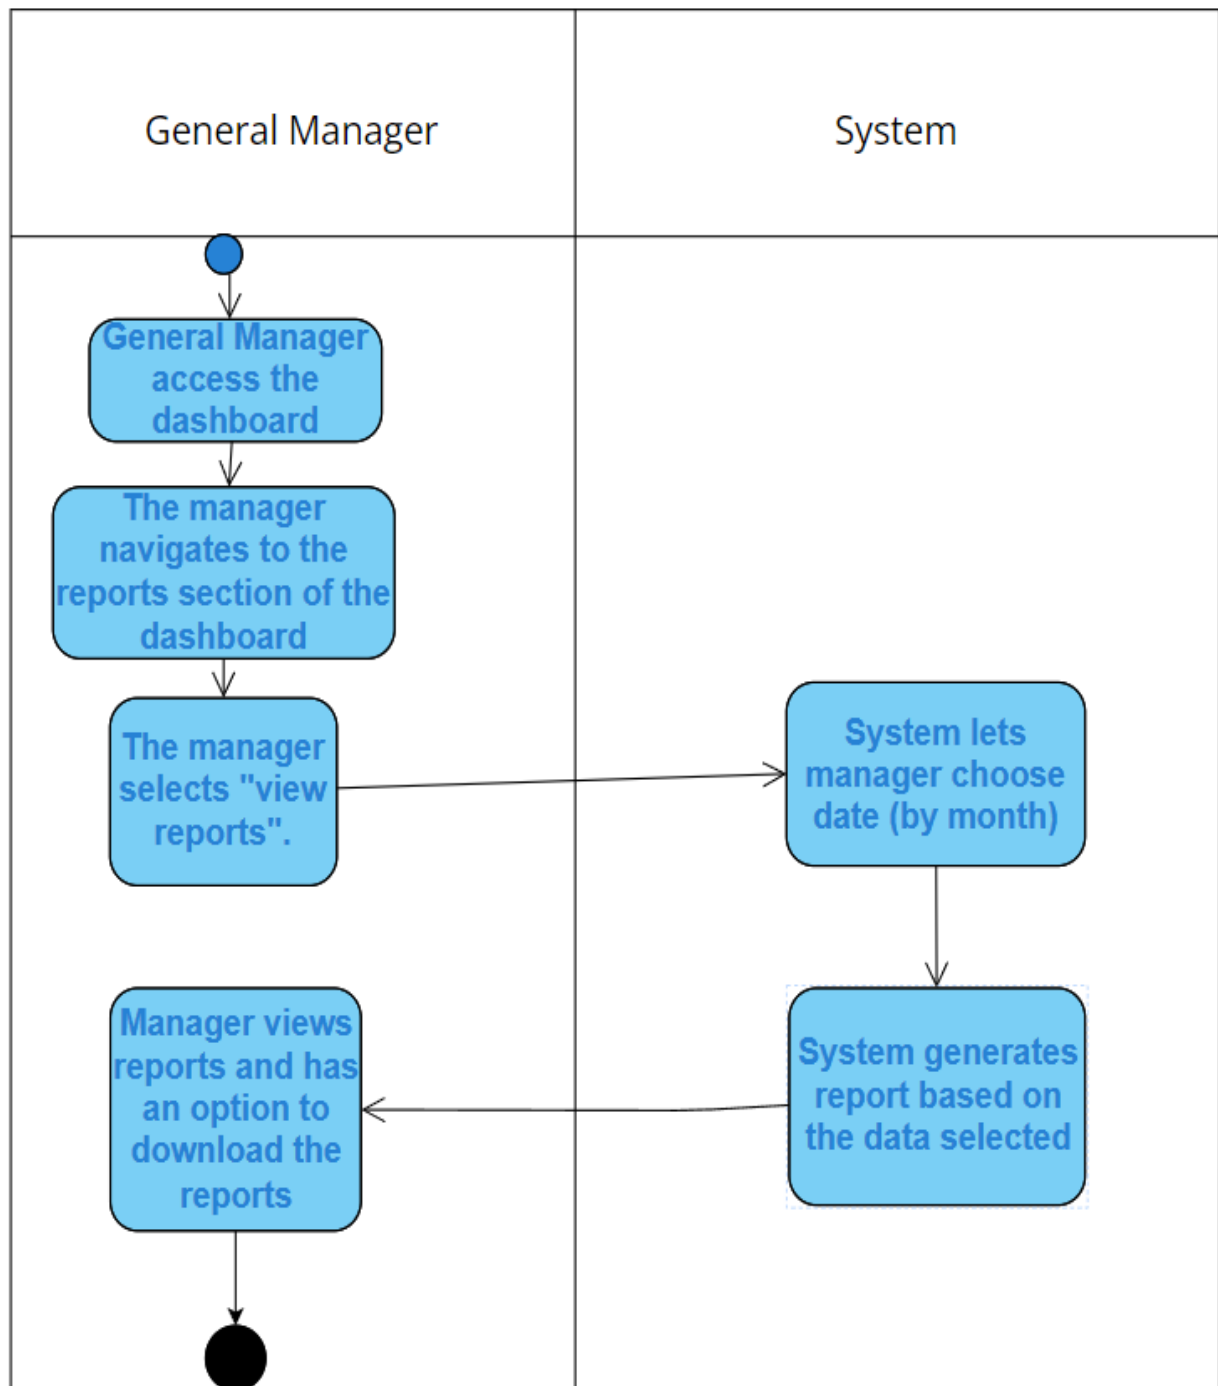 General Manager
System
General Manager
access the
dashboard
The manager
navigates to the
reports section of the
dashboard
The manager
selects "view
reports".
System lets
manager choose
date (by month)
Manager views
reports and has
an option to
download the
reports
System generates
report based on
the data selected